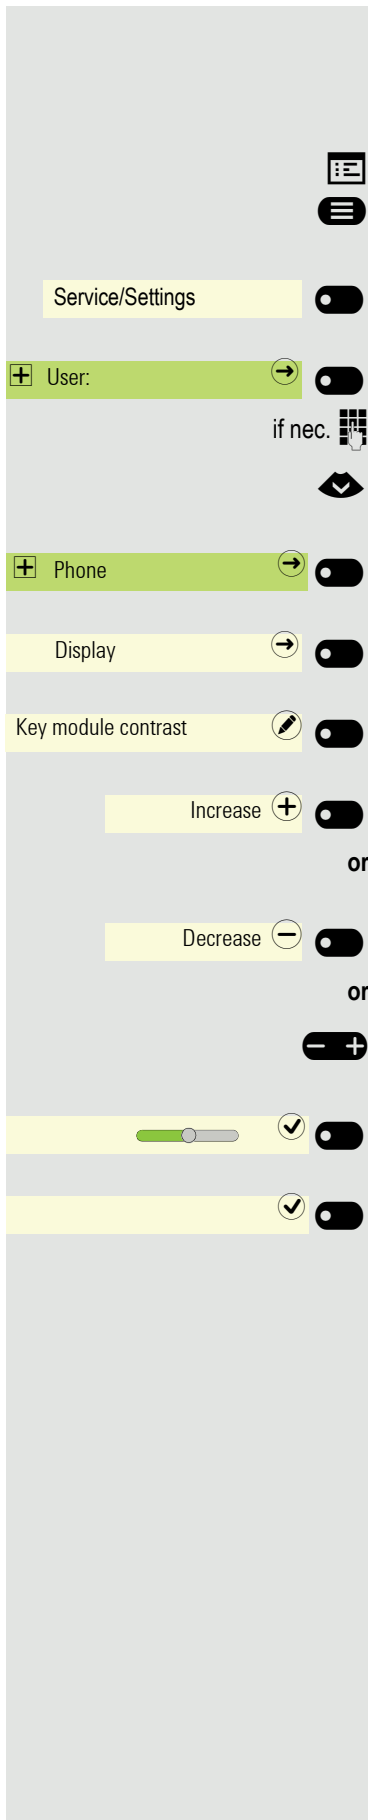 Service/Settings
User:
if nec.
Phone
Display
Key module contrast
Increase
or
Decrease
or